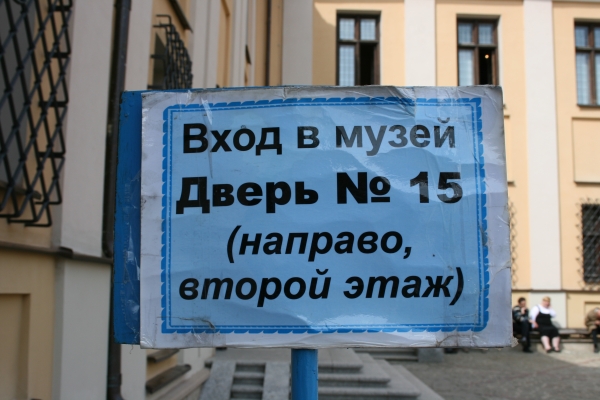 Вход в музей
Дверь № 15
(направо,
второй этаж)